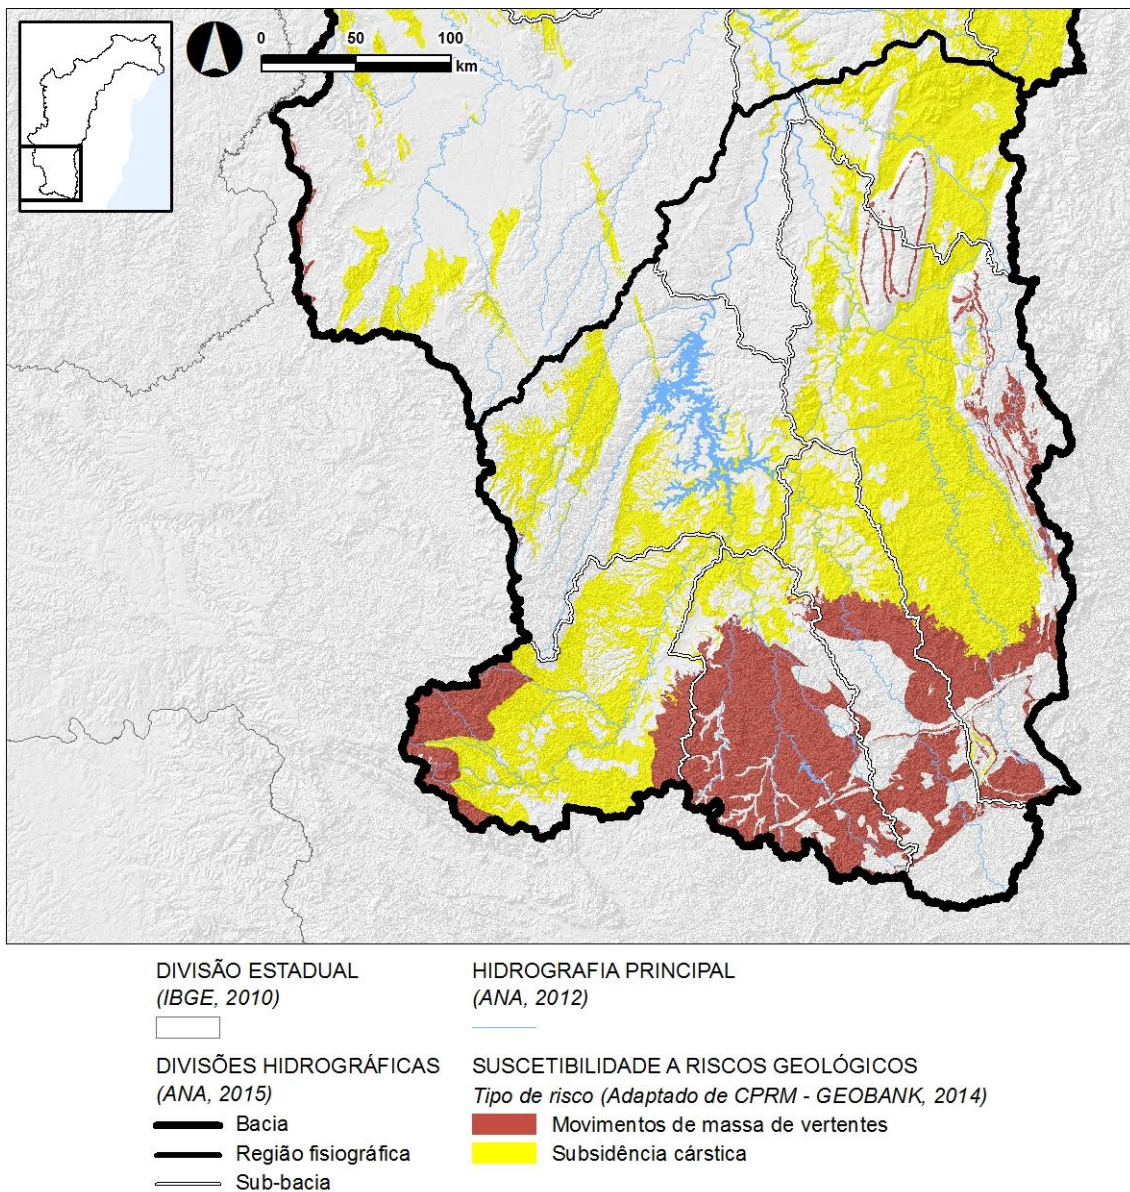 0 50 100
km
DIVISÃO ESTADUAL
(IBGE, 2010)
HIDROGRAFIA PRINCIPAL
(ANA, 2012)
DIVISÕES HIDROGRÁFICAS
(ANA, 2015)
Bacia
Região fisiográfica
Sub-bacia
SUSCETIBILIDADE A RISCOS GEOLÓGICOS
Tipo de risco (Adaptado de CPRM - GEOBANK, 2014)
Movimentos de massa de vertentes
Subsidência cárstica